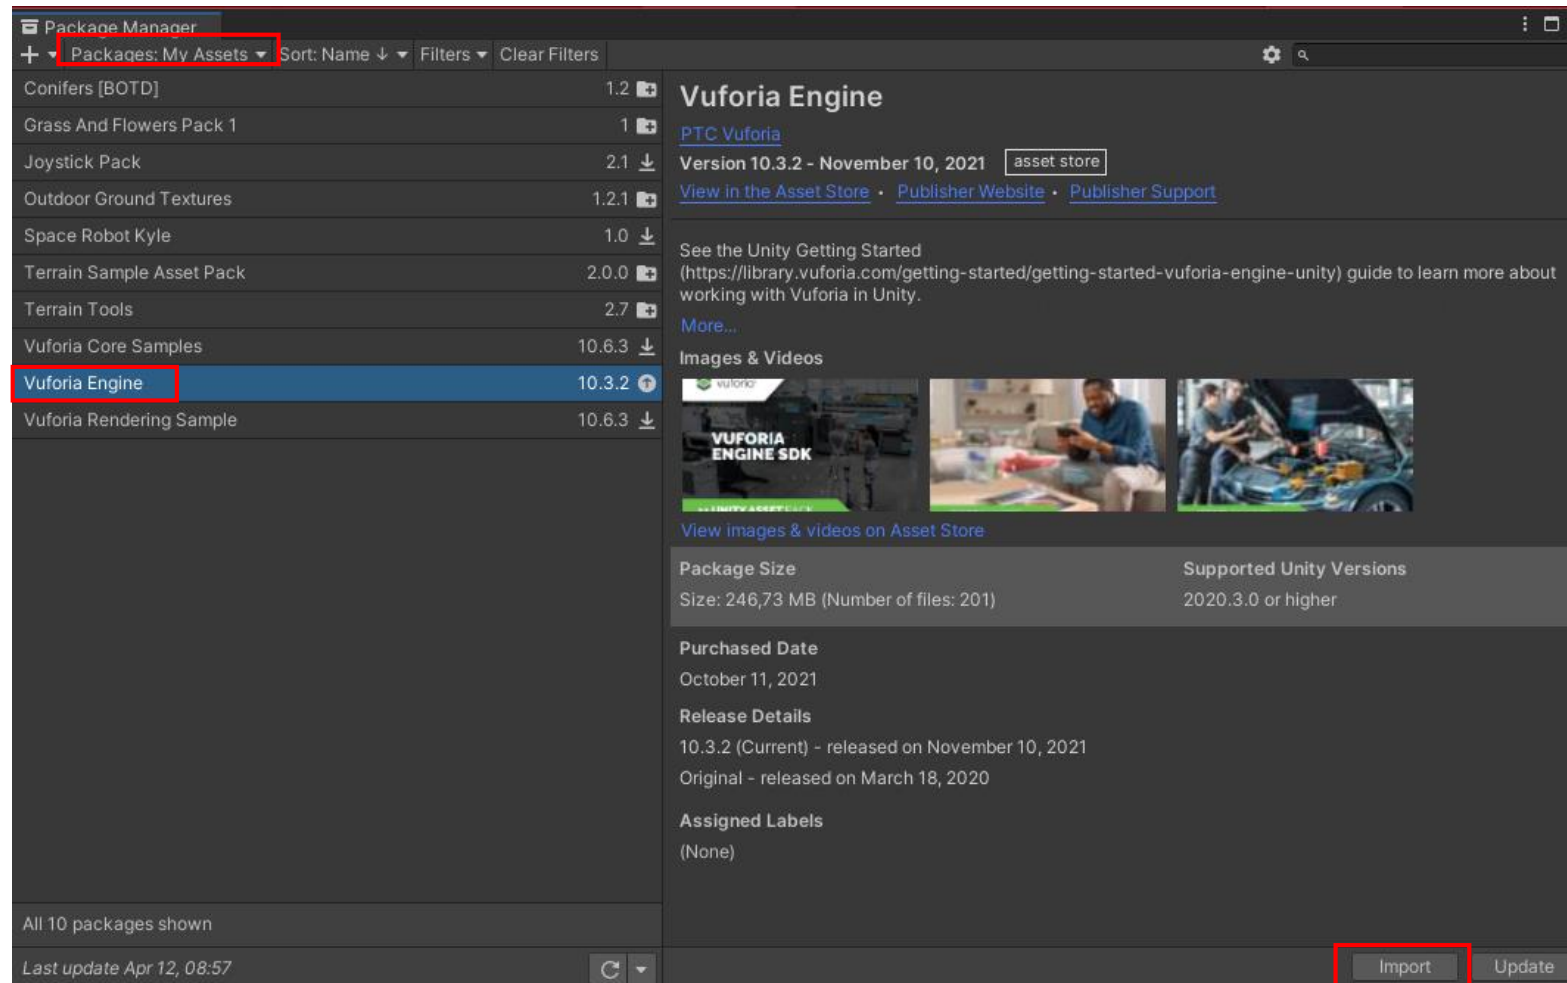 Package Manager
Packages: My Assets Sort: Name ↓ Filters Clear Filters
Conifers [BOTD] 1.2
Grass And Flowers Pack 1 1
Joystick Pack 2.1
Outdoor Ground Textures 1.2.1
Space Robot Kyle 1.0
Terrain Sample Asset Pack 2.0.0
Terrain Tools 2.7
Vuforia Core Samples 10.6.3
Vuforia Engine 10.3.2
Vuforia Rendering Sample 10.6.3
All 10 packages shown
Last update Apr 12, 08:57
Vuforia Engine
PTC Vuforia
Version 10.3.2 - November 10, 2021 asset store
View in the Asset Store • Publisher Website • Publisher Support
See the Unity Getting Started
(https://library.vuforia.com/getting-started/getting-started-vuforia-engine-unity) guide to learn more about
working with Vuforia in Unity.
More...
Images & Videos
vuforia
VUFORIA
ENGINE SDK
View images & videos on Asset Store
Package Size Supported Unity Versions
Size: 246,73 MB (Number of files: 201) 2020.3.0 or higher
Purchased Date
October 11, 2021
Release Details
10.3.2 (Current) - released on November 10, 2021
Original - released on March 18, 2020
Assigned Labels
(None)
Import Update